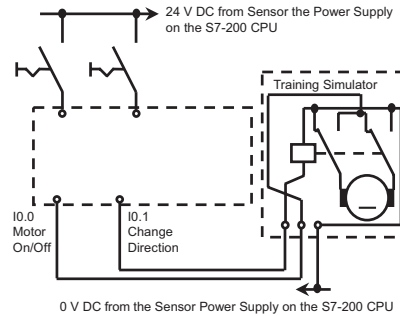 24 V DC from Sensor the Power Supply
on the S7-200 CPU
Training Simulator
I0.0
Motor
On/Off
I0.1
Change
Direction
0 V DC from the Sensor Power Supply on the S7-200 CPU